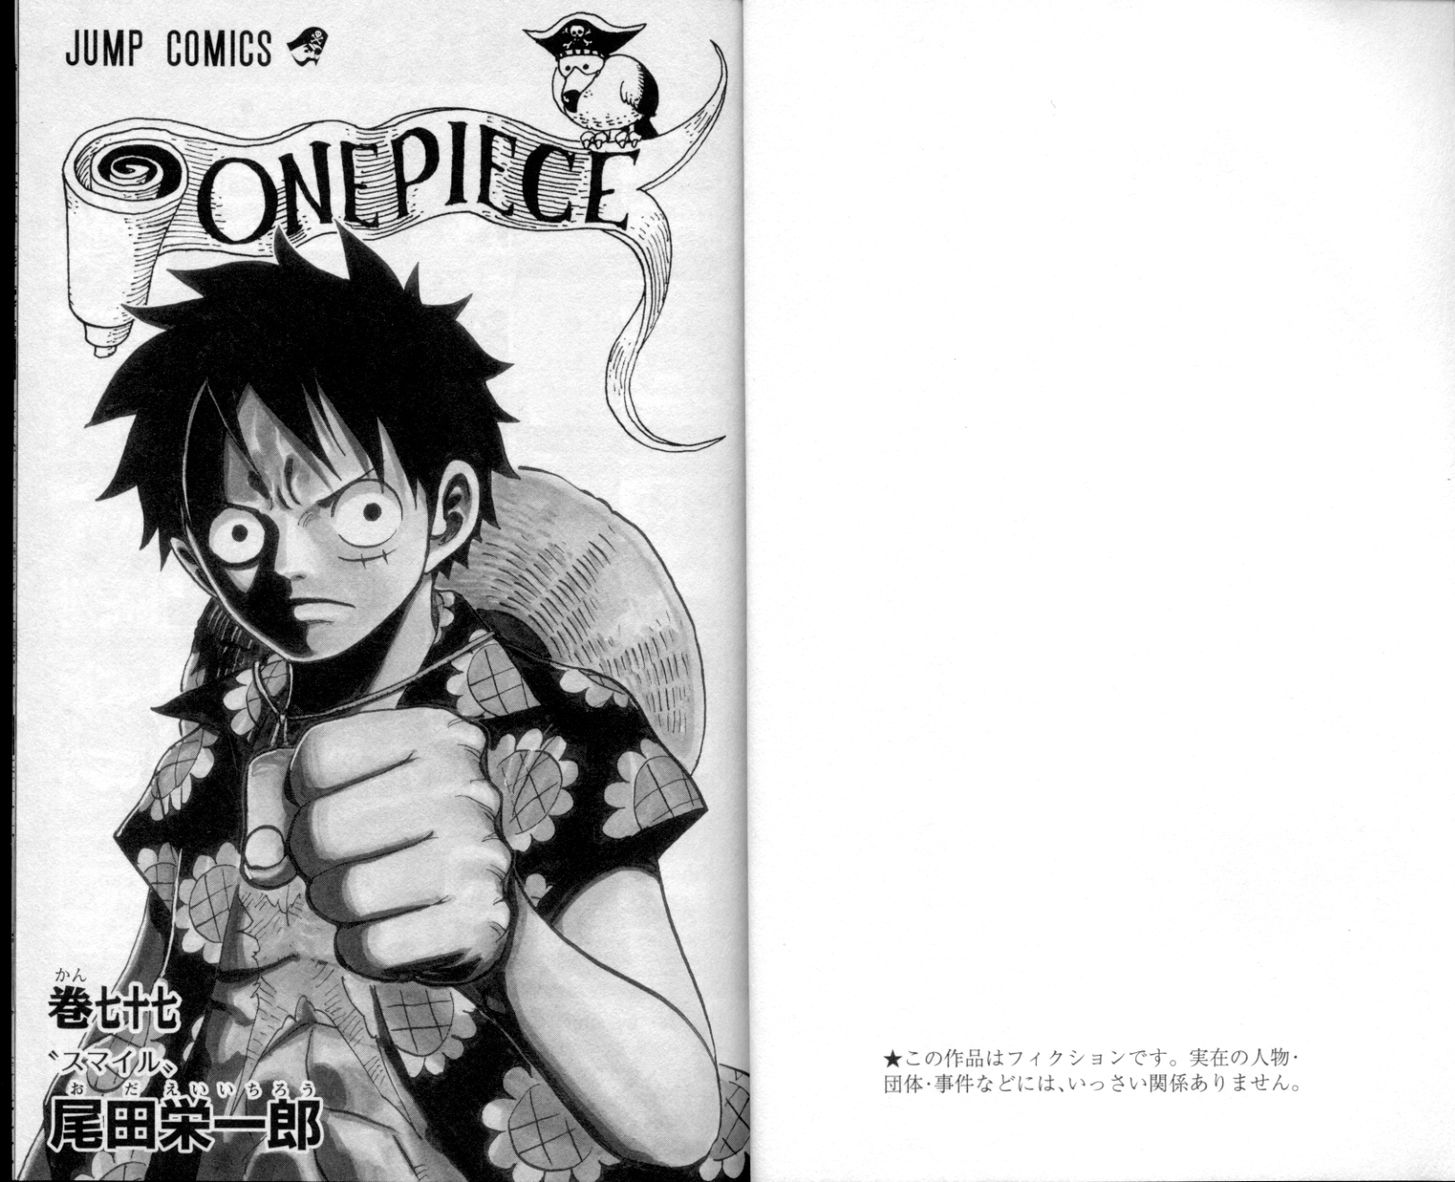 JUMP COMICS
ONE PIECE
かん
巻七十七
〝スマイル〟
おだえいいちろう
尾田栄一郎
★この作品はフィクションです。実在の人物・
団体・事件などには、いっさい関係ありません。